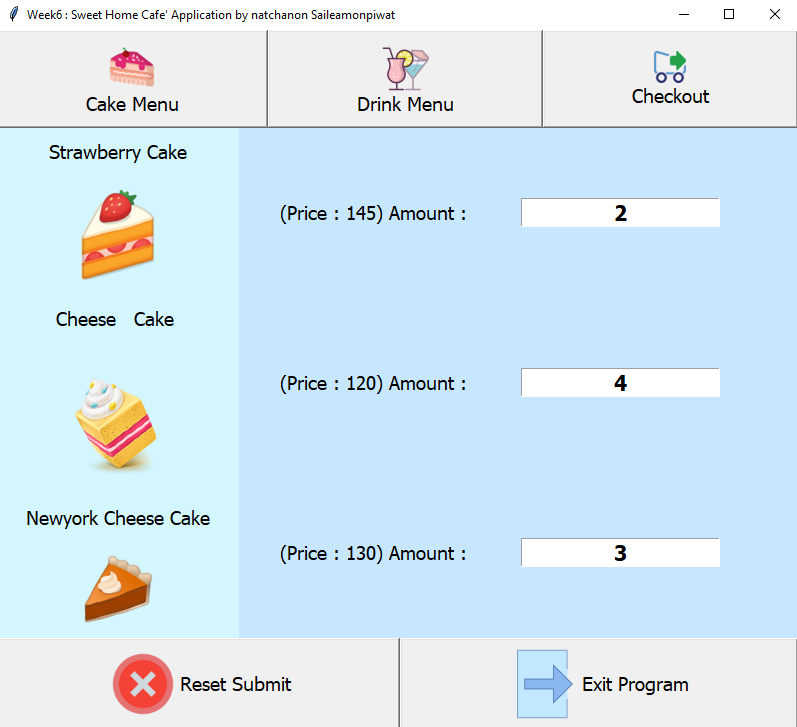 Week6 : Sweet Home Cafe' Application by natchanon Saileamonpiwat
Cake Menu
Drink Menu
Checkout
Strawberry Cake
(Price : 145) Amount :
2
Cheese   Cake
(Price : 120) Amount :
4
Newyork Cheese Cake
(Price : 130) Amount :
3
Reset Submit
Exit Program